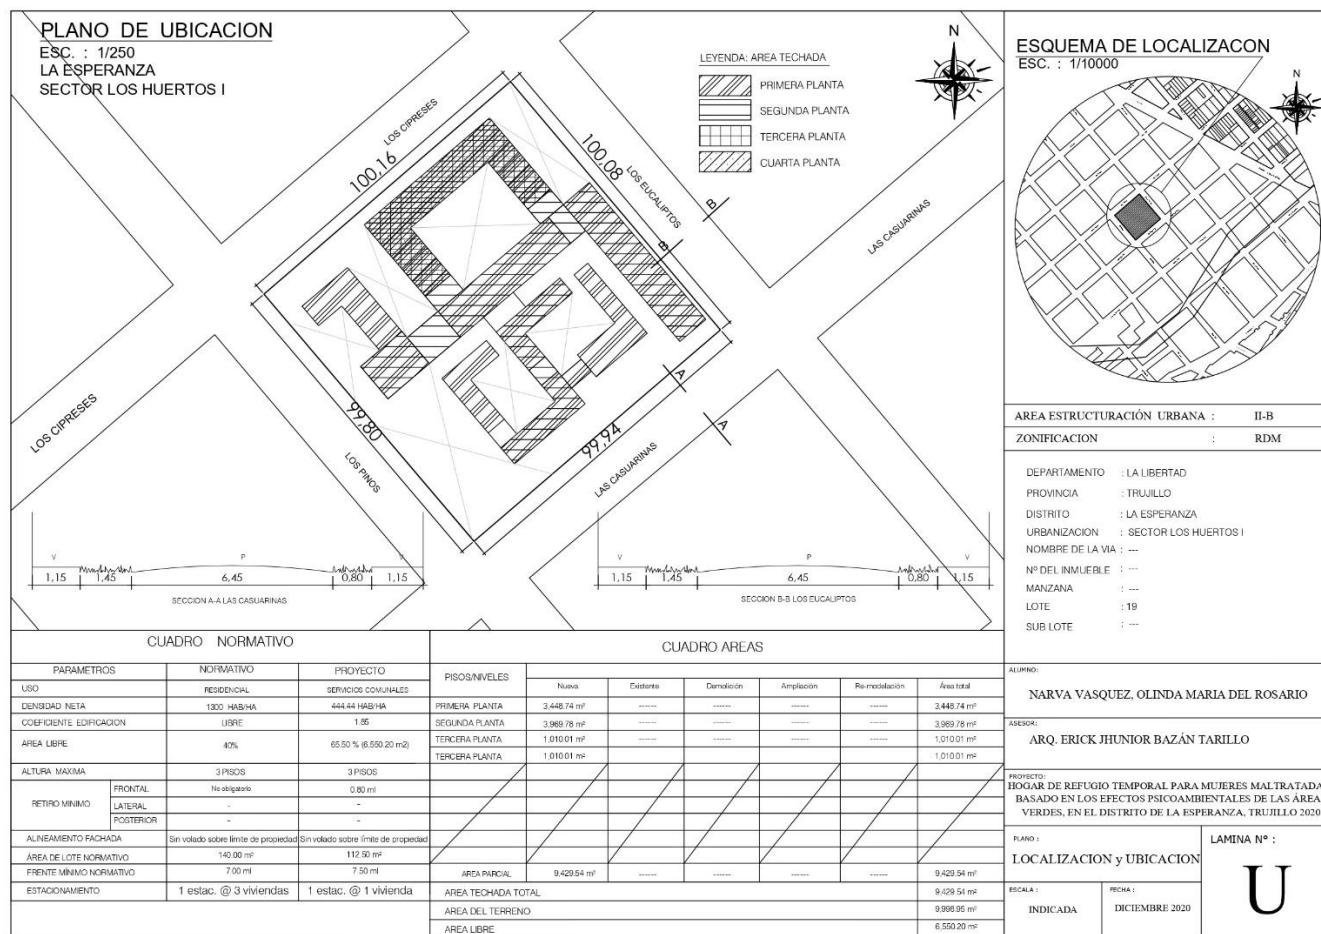 PLANO DE UBICACION
ESC. : 1/250
LA ESPERANZA
SECTOR LOS HUERTOS I
LEYENDA: AREA TECHADA
PRIMERA PLANTA
SEGUNDA PLANTA
TERCERA PLANTA
CUARTA PLANTA
N
LOS CIPRESES
100,16
100,08
LOS EUCALIPTOS
B
B
LAS CASUARINAS
A
A
99,80
99,94
LOS CIPRESES
LOS PINOS
LAS CASUARINAS
V P V
1,15 1,45 6,45 0,80 1,15
SECCION A-A LAS CASUARINAS
V P V
1,15 1,45 6,45 0,80 1,15
SECCION B-B LOS EUCALIPTOS
ESQUEMA DE LOCALIZACON
ESC. : 1/10000
N
AREA ESTRUCTURACIÓN URBANA : II-B
ZONIFICACION : RDM
DEPARTAMENTO : LA LIBERTAD
PROVINCIA : TRUJILLO
DISTRITO : LA ESPERANZA
URBANIZACION : SECTOR LOS HUERTOS I
NOMBRE DE LA VIA : ---
Nº DEL INMUEBLE : ---
MANZANA : ---
LOTE : 19
SUB LOTE : ---
CUADRO NORMATIVO
PARAMETROS NORMATIVO PROYECTO
USO RESIDENCIAL SERVICIOS COMUNALES
DENSIDAD NETA 1300 HAB/HA 444.44 HAB/HA
COEFICIENTE EDIFICACION LIBRE 1.85
AREA LIBRE 40% 65.50 % (6.550.20 m2)
ALTURA MAXIMA 3 PISOS 3 PISOS
RETIRO MINIMO FRONTAL No obligatorio 0.80 ml
LATERAL - -
POSTERIOR - -
ALINEAMIENTO FACHADA Sin volado sobre límite de propiedad Sin volado sobre límite de propiedad
ÁREA DE LOTE NORMATIVO 140.00 m² 112.50 m²
FRENTE MÍNIMO NORMATIVO 7.00 ml 7.50 ml
ESTACIONAMIENTO 1 estac. @ 3 viviendas 1 estac. @ 1 vivienda
CUADRO AREAS
PISOS/NIVELES Nueva Existente Demolición Ampliación Re-modelación Área total
PRIMERA PLANTA 3,448.74 m² ------ ------ ------ ------ 3,448.74 m²
SEGUNDA PLANTA 3,969.78 m² ------ ------ ------ ------ 3,969.78 m²
TERCERA PLANTA 1,010.01 m² ------ ------ ------ ------ 1,010.01 m²
TERCERA PLANTA 1,010.01 m² 1,010.01 m²
AREA PARCIAL 9,429.54 m² ------ ------ ------ ------ 9,429.54 m²
AREA TECHADA TOTAL 9,429.54 m²
AREA DEL TERRENO 9,998.95 m²
AREA LIBRE 6,550.20 m²
ALUMNO:
NARVA VASQUEZ, OLINDA MARIA DEL ROSARIO
ASESOR:
ARQ. ERICK JHUNIOR BAZÁN TARILLO
PROYECTO:
HOGAR DE REFUGIO TEMPORAL PARA MUJERES MALTRATADA
BASADO EN LOS EFECTOS PSICOAMBIENTALES DE LAS ÁREA
VERDES, EN EL DISTRITO DE LA ESPERANZA, TRUJILLO 2020
PLANO :
LOCALIZACION y UBICACION
LAMINA Nº :
U
ESCALA :
INDICADA
FECHA :
DICIEMBRE 2020